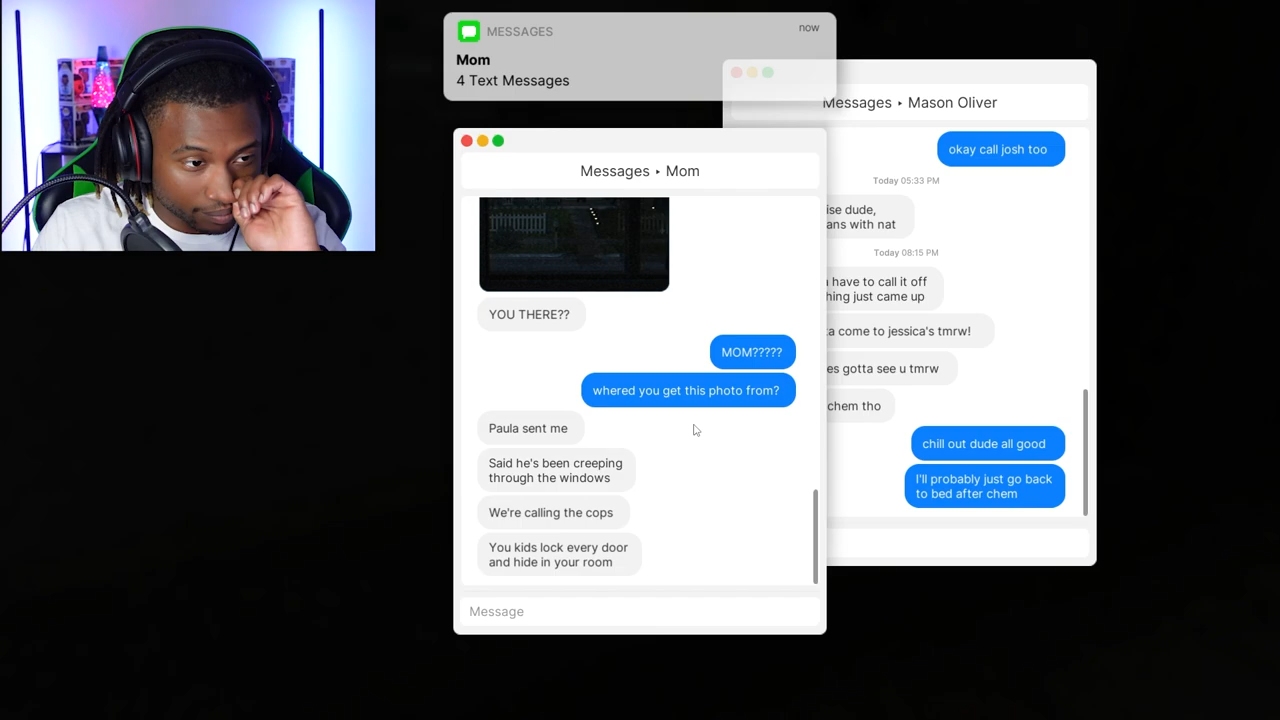 MESSAGES
now
Mom
4 Text Messages
Messages ‣ Mom
YOU THERE??
MOM?????
whered you get this photo from?
Paula sent me
Said he's been creeping
through the windows
We're calling the cops
You kids lock every door
and hide in your room
Message
Messages ‣ Mason Oliver
okay call josh too
Today 05:33 PM
dude,
with nat
Today 08:15 PM
have to call it off
just came up
come to jessica's tmrw!
gotta see u tmrw
chem tho
chill out dude all good
I'll probably just go back
to bed after chem